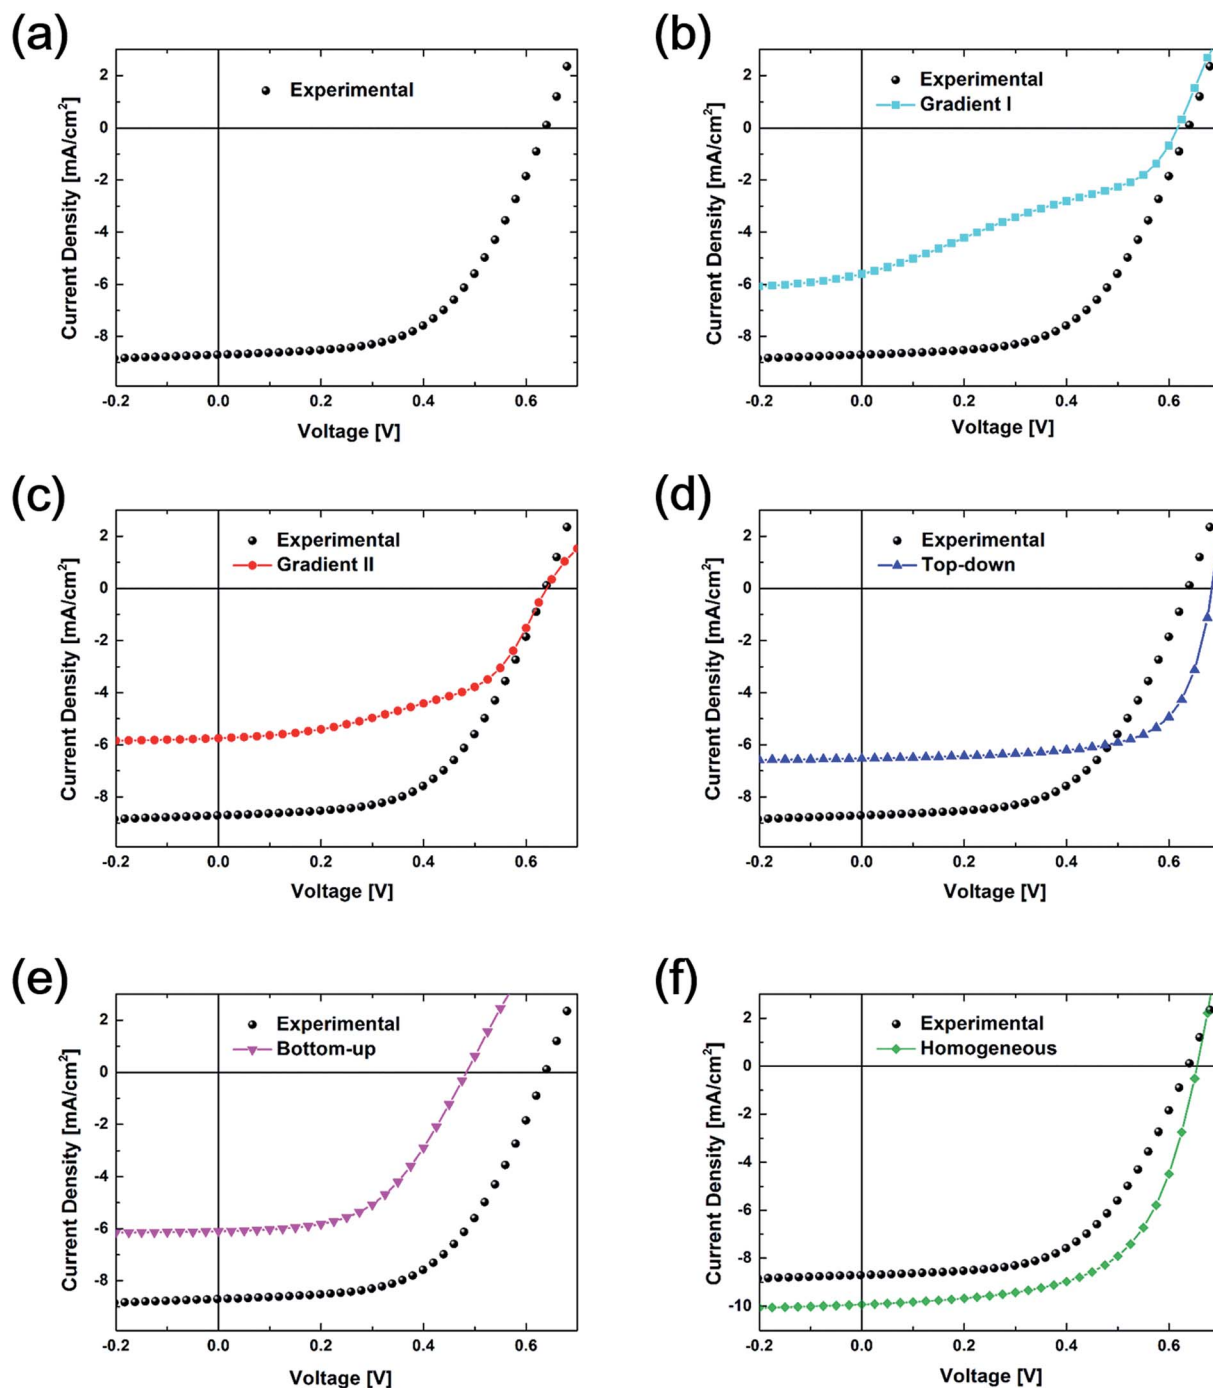 (a)
Experimental
2
0
-2
-4
-6
-8
-0.2 0.0 0.2 0.4 0.6
Voltage [V]
Current Density [mA/cm²]
(b)
Experimental
Gradient I
2
0
-2
-4
-6
-8
-0.2 0.0 0.2 0.4 0.6
Voltage [V]
Current Density [mA/cm²]
(c)
Experimental
Gradient II
2
0
-2
-4
-6
-8
-0.2 0.0 0.2 0.4 0.6
Voltage [V]
Current Density [mA/cm²]
(d)
Experimental
Top-down
2
0
-2
-4
-6
-8
-0.2 0.0 0.2 0.4 0.6
Voltage [V]
Current Density [mA/cm²]
(e)
Experimental
Bottom-up
2
0
-2
-4
-6
-8
-0.2 0.0 0.2 0.4 0.6
Voltage [V]
Current Density [mA/cm²]
(f)
Experimental
Homogeneous
2
0
-2
-4
-6
-8
-10
-0.2 0.0 0.2 0.4 0.6
Voltage [V]
Current Density [mA/cm²]